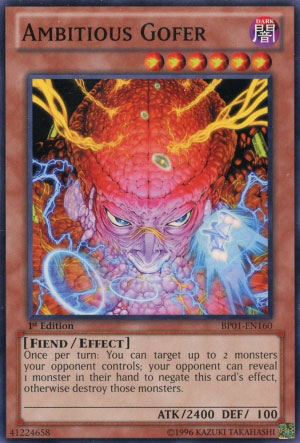 AMBITIOUS GOFER
DARK
闇
1st Edition
BP01-EN160
[FIEND / EFFECT]
Once per turn: You can target up to 2 monsters
your opponent controls; your opponent can reveal
1 monster in their hand to negate this card's effect,
otherwise destroy those monsters.
ATK/2400 DEF/ 100
41224658
©1996 KAZUKI TAKAHASHI